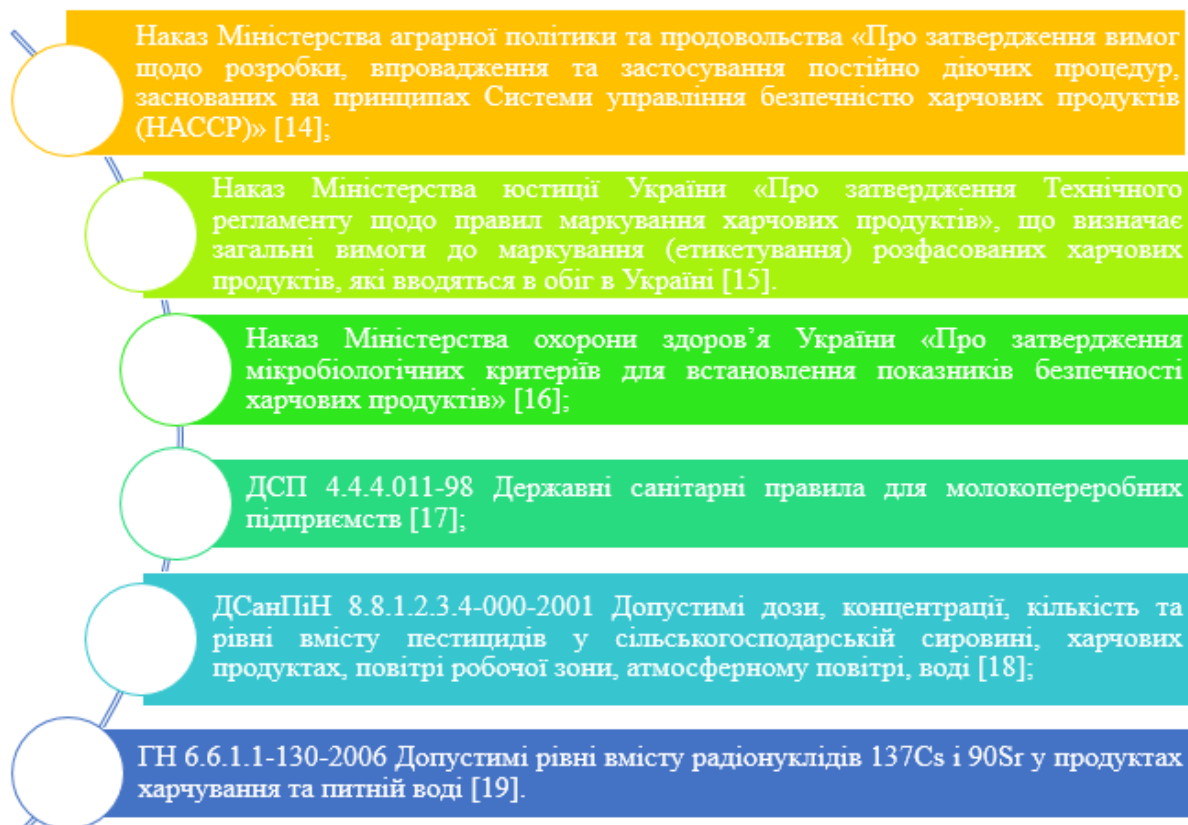 Наказ Міністерства аграрної політики та продовольства «Про затвердження вимог
щодо розробки, впровадження та застосування постійно діючих процедур,
заснованих на принципах Системи управління безпечністю харчових продуктів
(НАССР)» [14];
Наказ Міністерства юстиції України «Про затвердження Технічного
регламенту щодо правил маркування харчових продуктів», що визначає
загальні вимоги до маркування (етикетування) розфасованих харчових
продуктів, які вводяться в обіг в Україні [15].
Наказ Міністерства охорони здоров’я України «Про затвердження
мікробіологічних критеріїв для встановлення показників безпечності
харчових продуктів» [16];
ДСП 4.4.4.011-98 Державні санітарні правила для молокопереробних
підприємств [17];
ДСанПіН 8.8.1.2.3.4-000-2001 Допустимі дози, концентрації, кількість та
рівні вмісту пестицидів у сільськогосподарській сировині, харчових
продуктах, повітрі робочої зони, атмосферному повітрі, воді [18];
ГН 6.6.1.1-130-2006 Допустимі рівні вмісту радіонуклідів 137Cs і 90Sr у продуктах
харчування та питній воді [19].